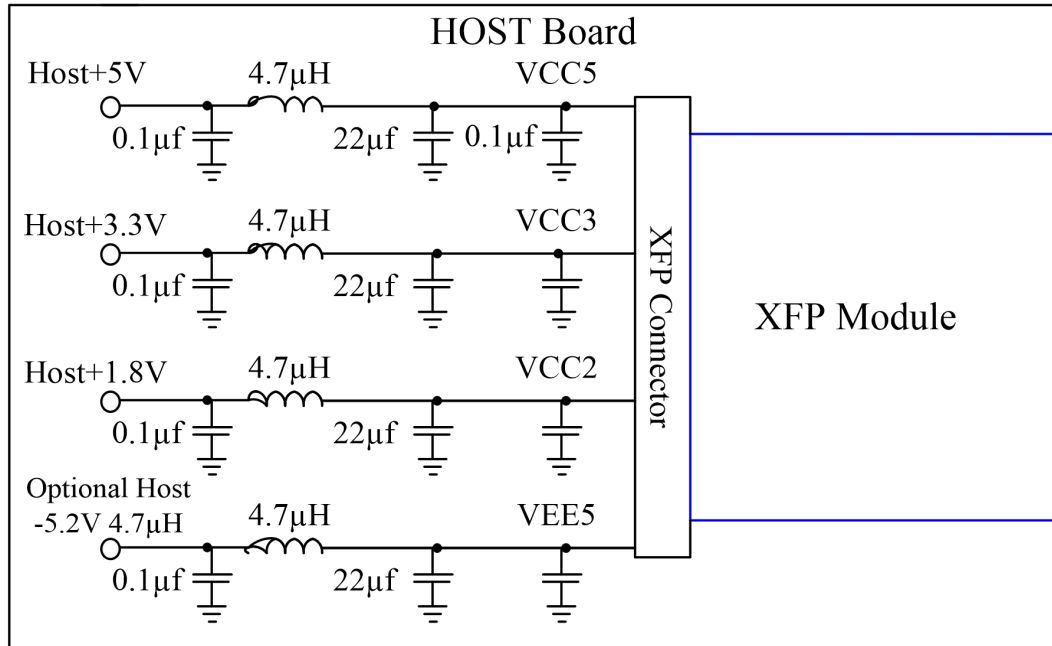 HOST Board
Host+5V
4.7µH
VCC5
0.1µf
22µf
0.1µf
Host+3.3V
4.7µH
VCC3
0.1µf
22µf
Host+1.8V
4.7µH
VCC2
0.1µf
22µf
Optional Host
-5.2V 4.7µH
4.7µH
VEE5
0.1µf
22µf
XFP Connector
XFP Module